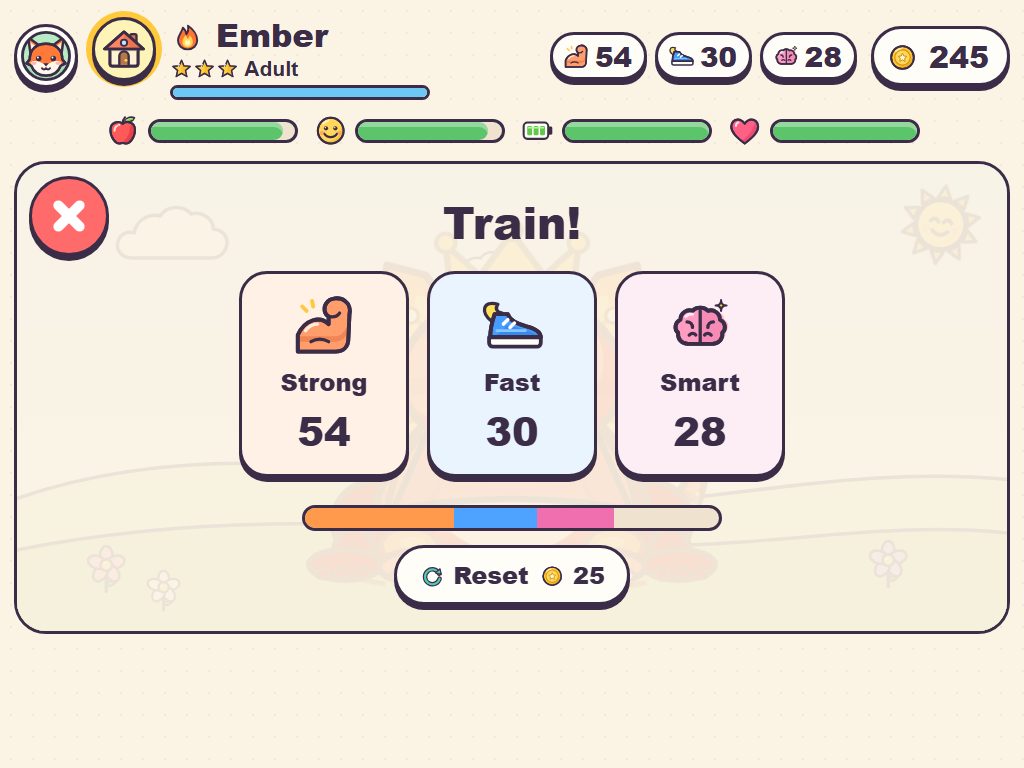 Ember
Adult
54
30
28
245
Train!
Strong
54
Fast
30
Smart
28
Reset 25